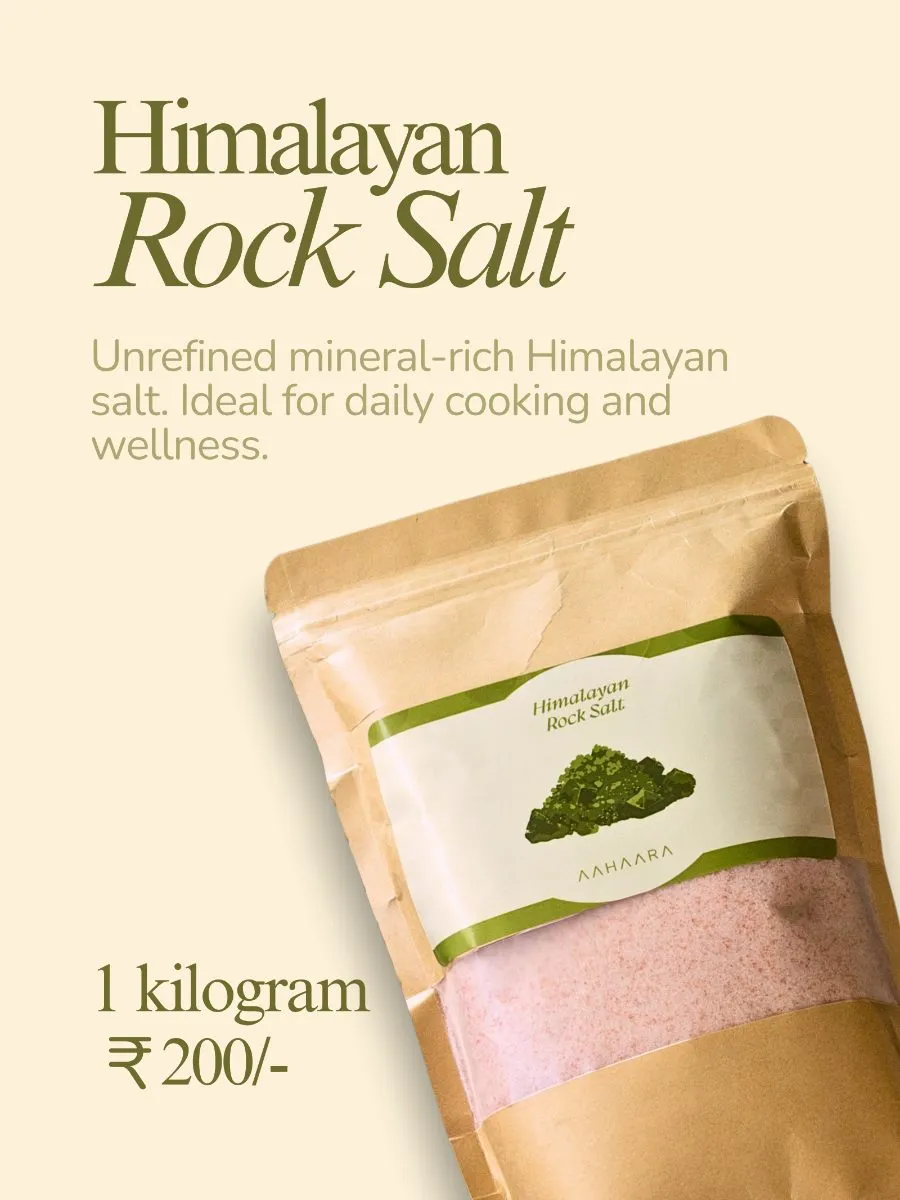 Himalayan
Rock Salt
Unrefined mineral-rich Himalayan
salt. Ideal for daily cooking and
wellness.
Himalayan
Rock Salt
AAHAARA
1 kilogram
₹ 200/-